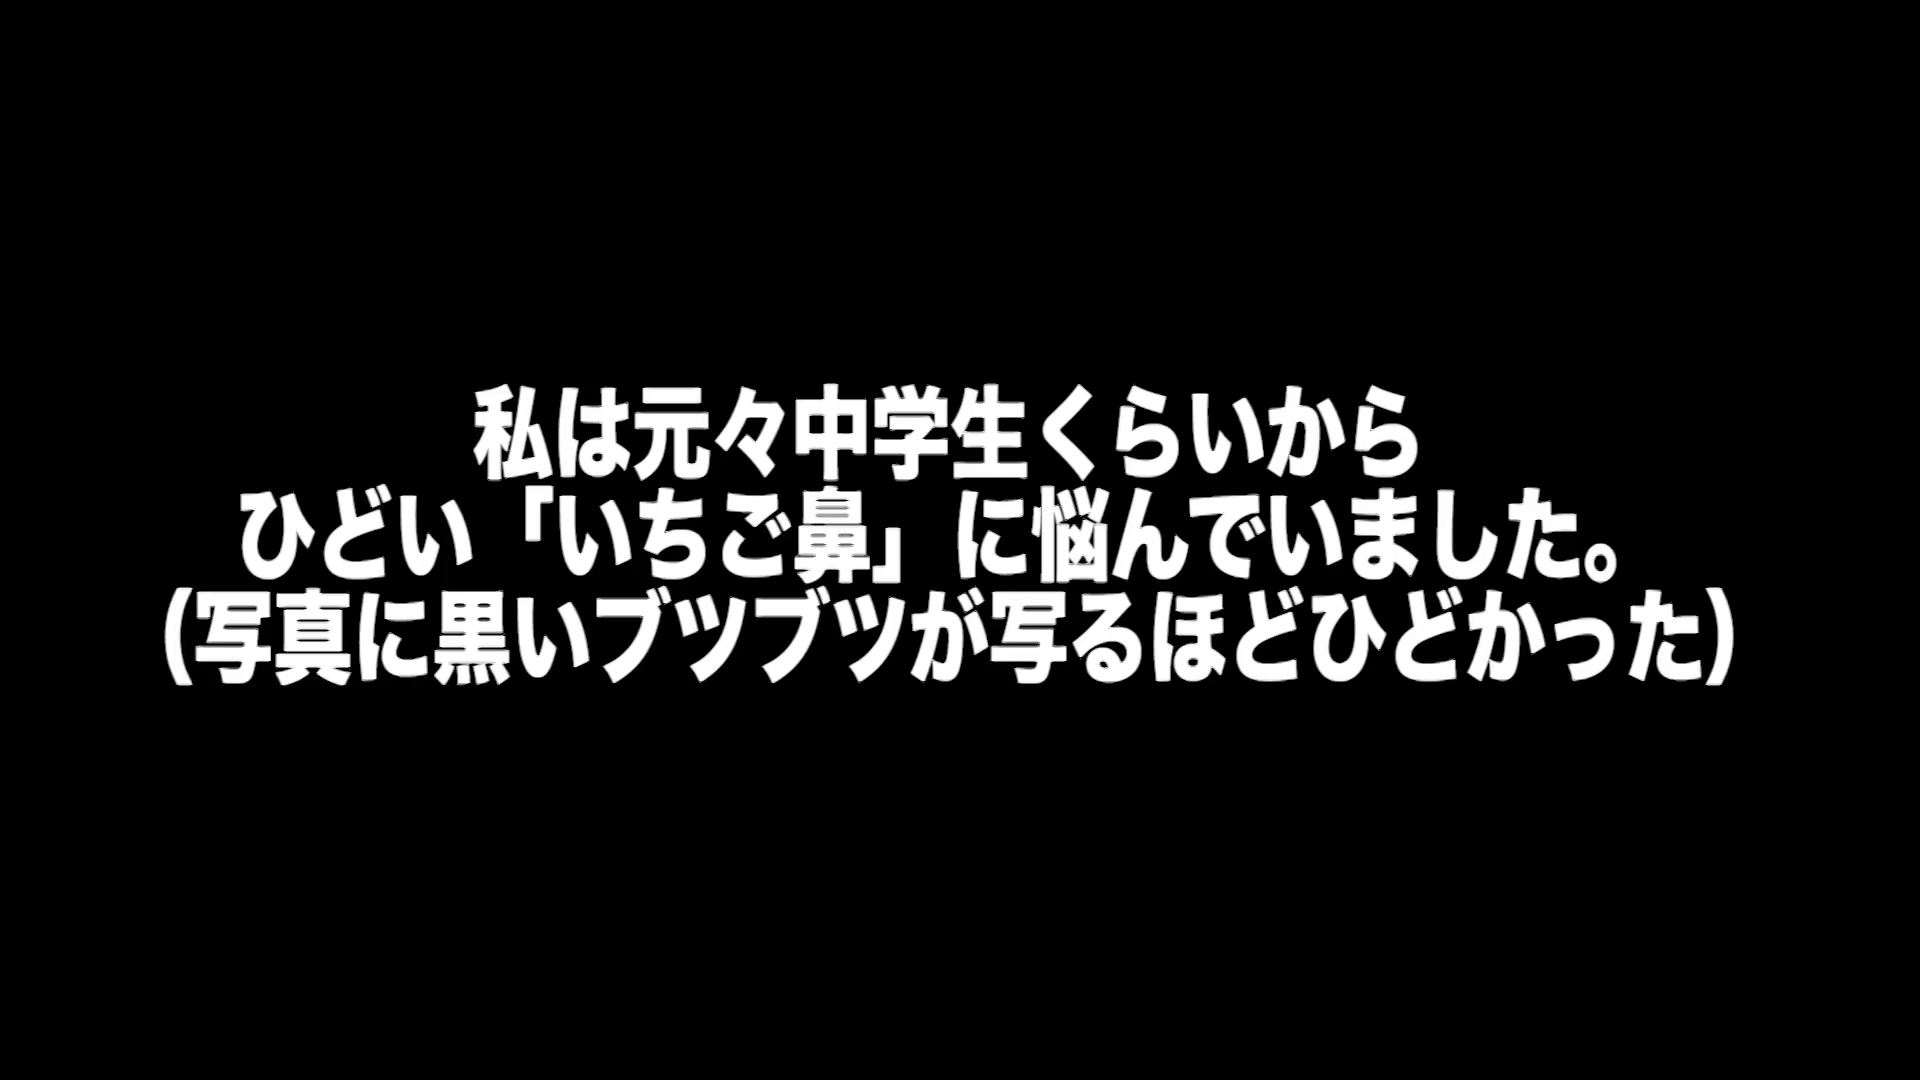 私は元々中学生くらいから
ひどい「いちご鼻」に悩んでいました。
(写真に黒いブツブツが写るほどひどかった)